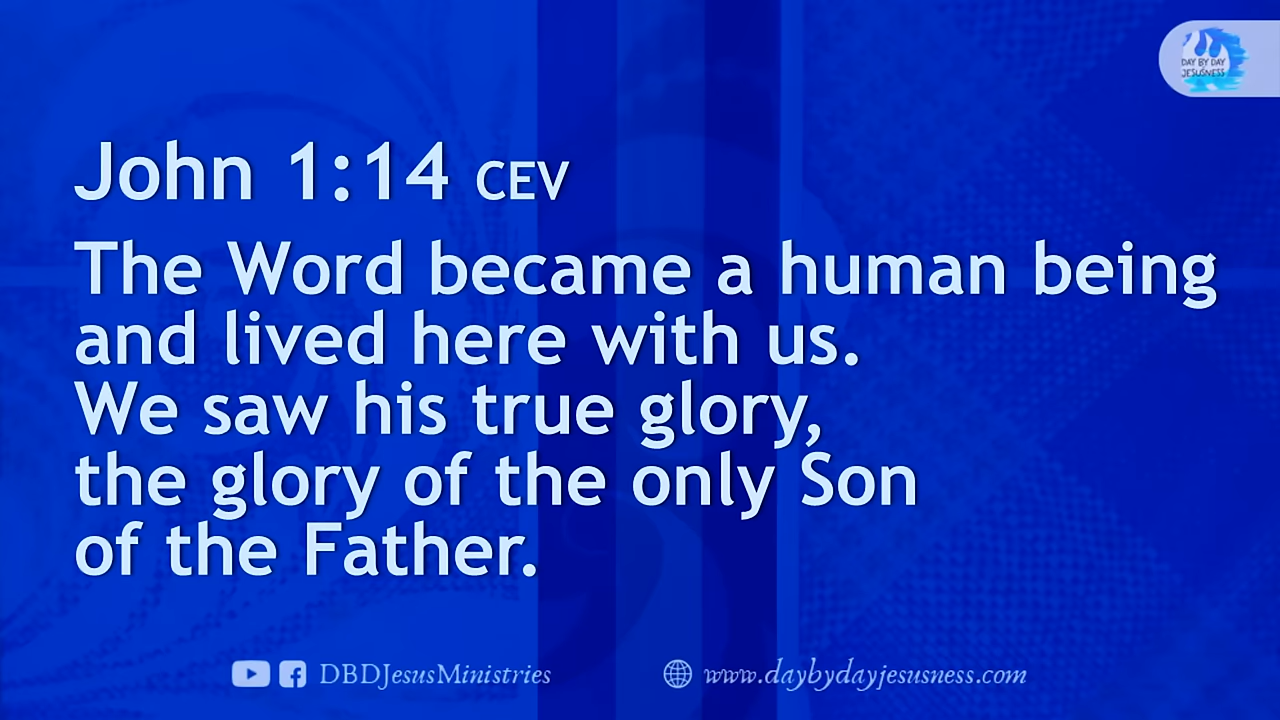 DAY BY DAY
JESUSNESS
John 1:14 CEV
The Word became a human being
and lived here with us.
We saw his true glory,
the glory of the only Son
of the Father.
DBDJesusMinistries
www.daybydayjesusness.com